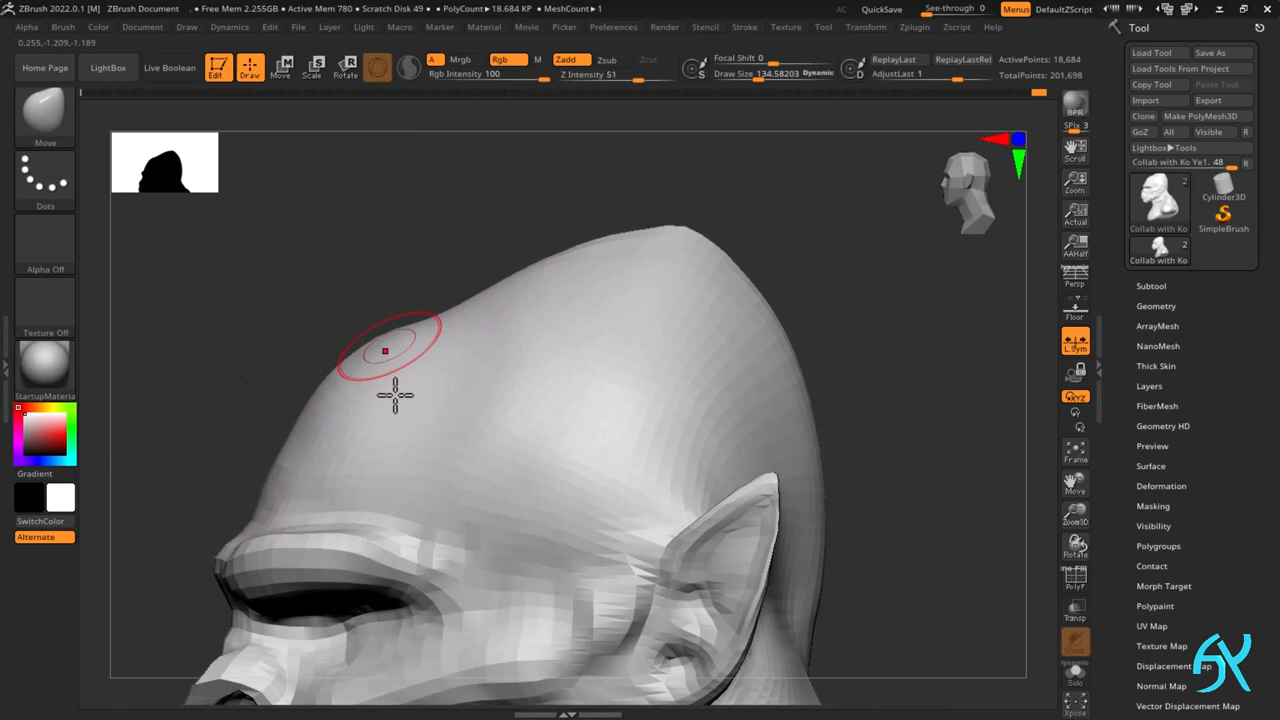 ZBrush 2022.0.1 [M] ZBrush Document . • Free Mem 2.255GB • Active Mem 780 • Scratch Disk 49 • PolyCount► 18.684 KP • MeshCount► 1 AC QuickSave See-through 0 Menus DefaultZScript
Alpha Brush Color Document Draw Dynamics Edit File Layer Light Macro Marker Material Movie Picker Preferences Render Stencil Stroke Texture Tool Transform Zplugin Zscript Help
Tool
0.255,-1.209,-1.189
Home Page LightBox Live Boolean Edit Draw Move Scale Rotate
A Mrgb Rgb M Zadd Zsub Zcut
Rgb Intensity 100 Z Intensity 51
S Focal Shift 0
Draw Size 134.58203 Dynamic
D ReplayLast ReplayLastRel
AdjustLast 1
ActivePoints: 18,684
TotalPoints: 201,698
Move
Dots
Alpha Off
Texture Off
StartupMateria
Gradient
SwitchColor
Alternate
BPR
SPix 3
Scroll
Zoom
Actual
AAHalf
Dynamic
Persp
Floor
L.Sym
XYZ
Y
Z
Frame
Move
Zoom3D
Rotate
PolyF
Transp
Ghost
Dynamic
Solo
Xpose
Load Tool Save As
Load Tools From Project
Copy Tool Paste Tool
Import Export
Clone Make PolyMesh3D
GoZ All Visible R
Lightbox►Tools
Collab with Ko Ye1. 48 R
2
Collab with Ko
Cylinder3D
SimpleBrush
2
Collab with Ko
Subtool
Geometry
ArrayMesh
NanoMesh
Thick Skin
Layers
FiberMesh
Geometry HD
Preview
Surface
Deformation
Masking
Visibility
Polygroups
Contact
Morph Target
Polypaint
UV Map
Texture Map
Displacement Map
Normal Map
Vector Displacement Map